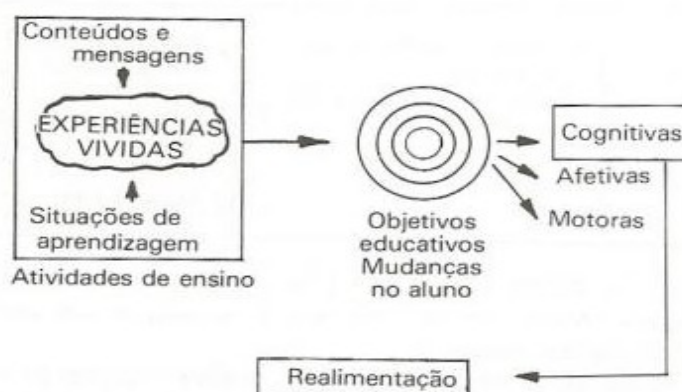 Conteúdos e
mensagens
EXPERIÊNCIAS
VIVIDAS
Situações de
aprendizagem
Atividades de ensino
Objetivos
educativos
Mudanças
no aluno
Cognitivas
Afetivas
Motoras
Realimentação